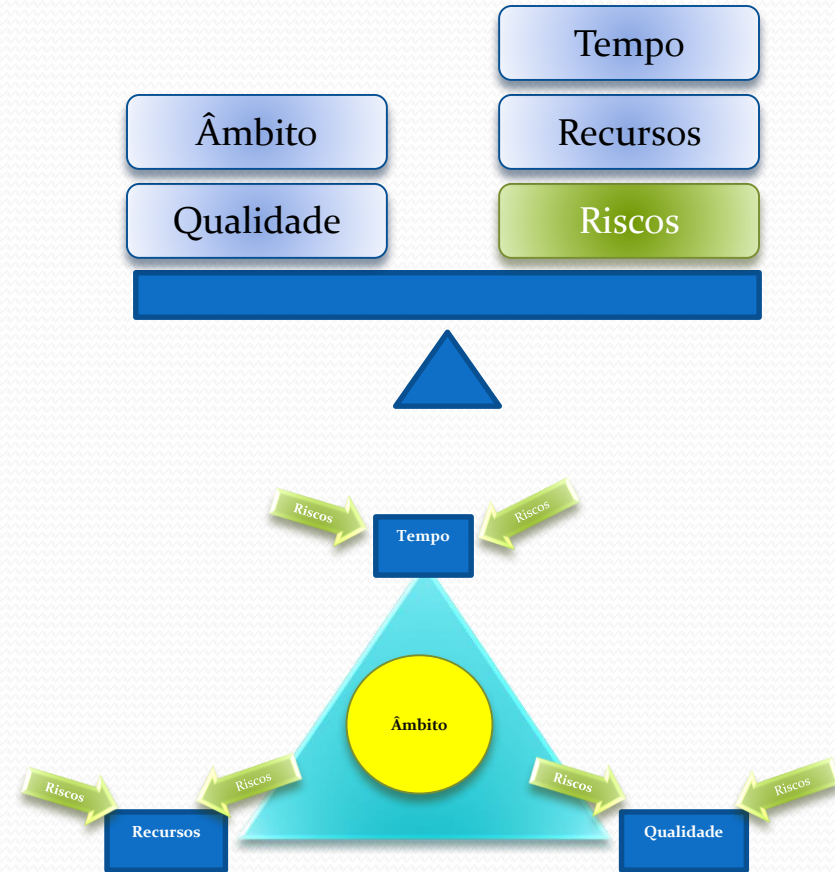 Tempo
Âmbito
Recursos
Qualidade
Riscos
Riscos
Riscos
Tempo
Âmbito
Riscos
Riscos
Riscos
Riscos
Recursos
Qualidade